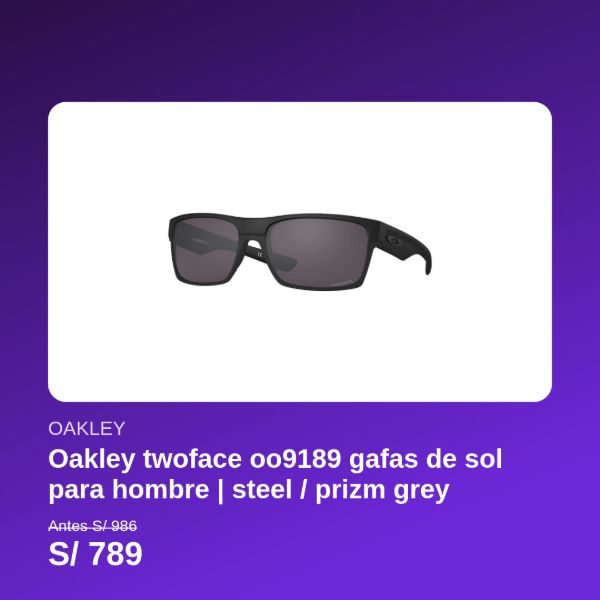 OAKLEY
Oakley twoface oo9189 gafas de sol
para hombre | steel / prizm grey
Antes S/ 986
S/ 789